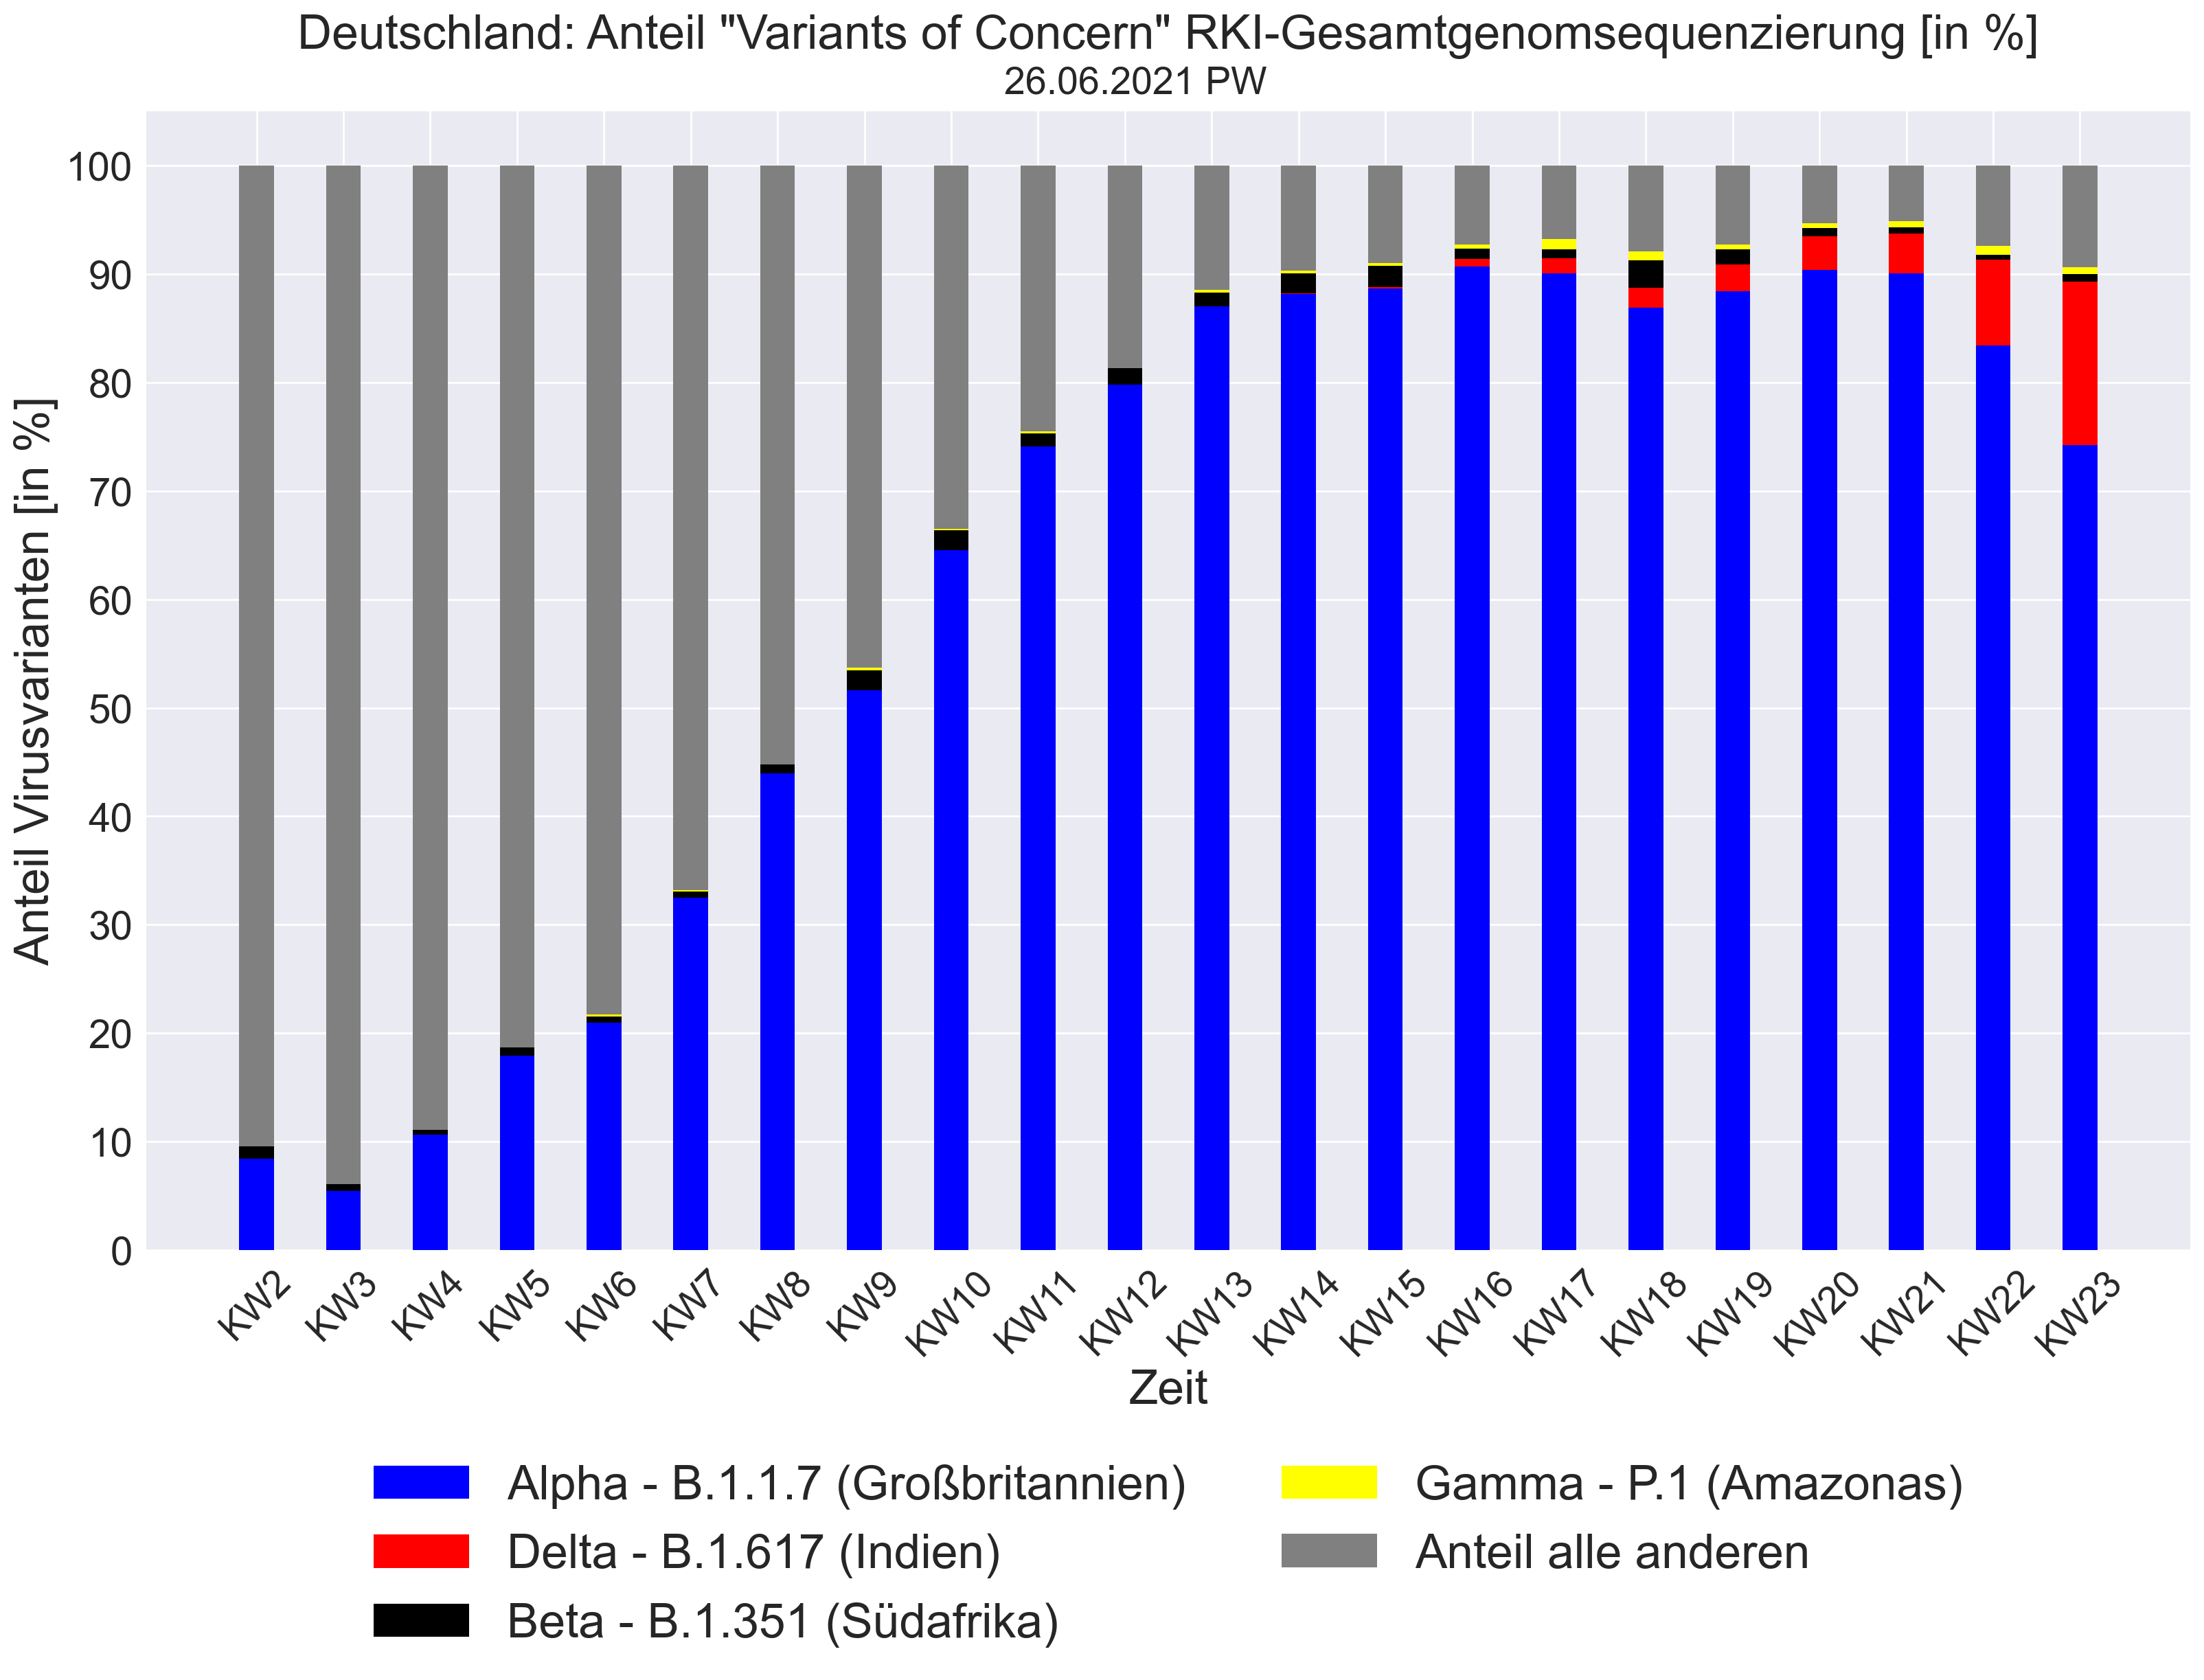 Deutschland: Anteil "Variants of Concern" RKI-Gesamtgenomsequenzierung [in %]
26.06.2021 PW
Anteil Virusvarianten [in %]
100
90
80
70
60
50
40
30
20
10
0
KW2 KW3 KW4 KW5 KW6 KW7 KW8 KW9 KW10 KW11 KW12 KW13 KW14 KW15 KW16 KW17 KW18 KW19 KW20 KW21 KW22 KW23
Zeit
Alpha - B.1.1.7 (Großbritannien)
Delta - B.1.617 (Indien)
Beta - B.1.351 (Südafrika)
Gamma - P.1 (Amazonas)
Anteil alle anderen